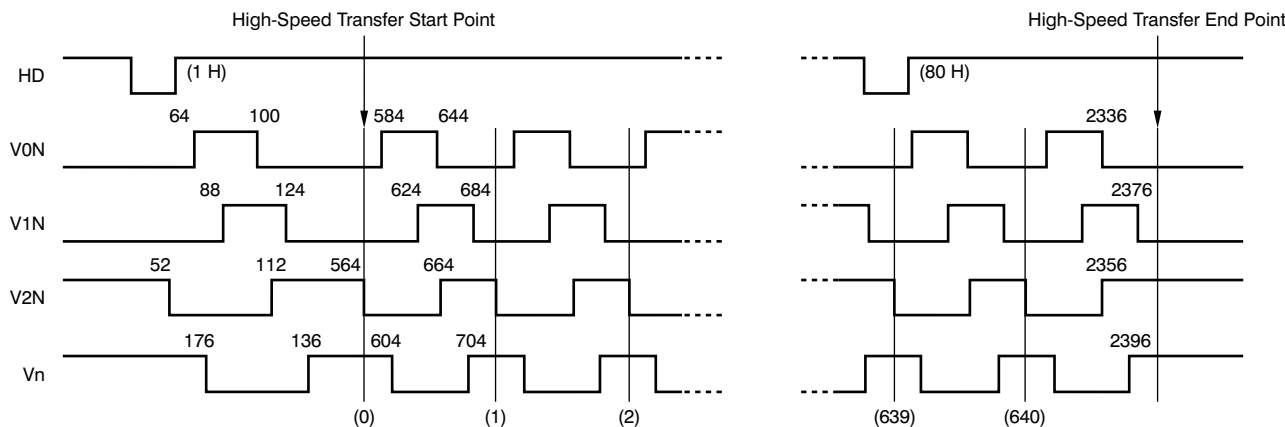 High-Speed Transfer Start Point
High-Speed Transfer End Point
HD
(1 H)
(80 H)
64 100 584 644 2336
V0N
88 124 624 684 2376
V1N
52 112 564 664 2356
V2N
176 136 604 704 2396
Vn
(0) (1) (2) (639) (640)